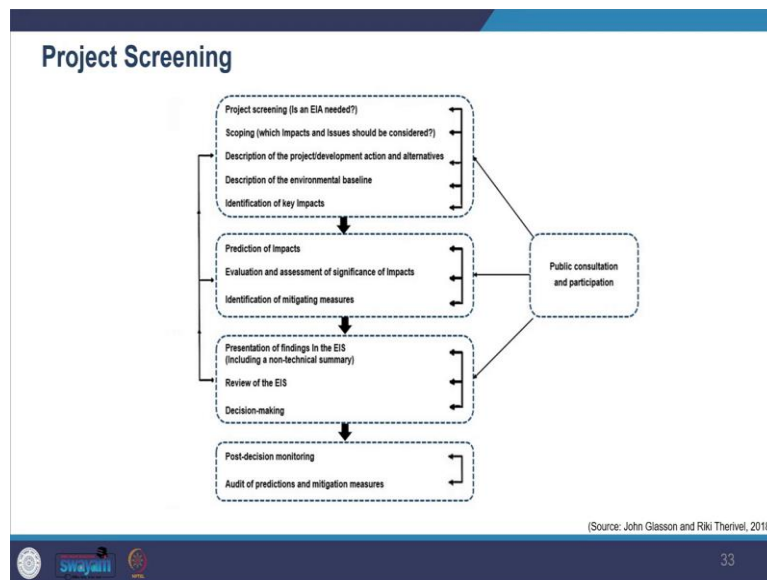 Project Screening
Project screening (Is an EIA needed?)
Scoping (which Impacts and Issues should be considered?)
Description of the project/development action and alternatives
Description of the environmental baseline
Identification of key Impacts
Prediction of Impacts
Evaluation and assessment of significance of Impacts
Identification of mitigating measures
Public consultation
and participation
Presentation of findings In the EIS
(Including a non-technical summary)
Review of the EIS
Decision-making
Post-decision monitoring
Audit of predictions and mitigation measures
(Source: John Glasson and Riki Therivel, 2018
swayam
NPTEL
33